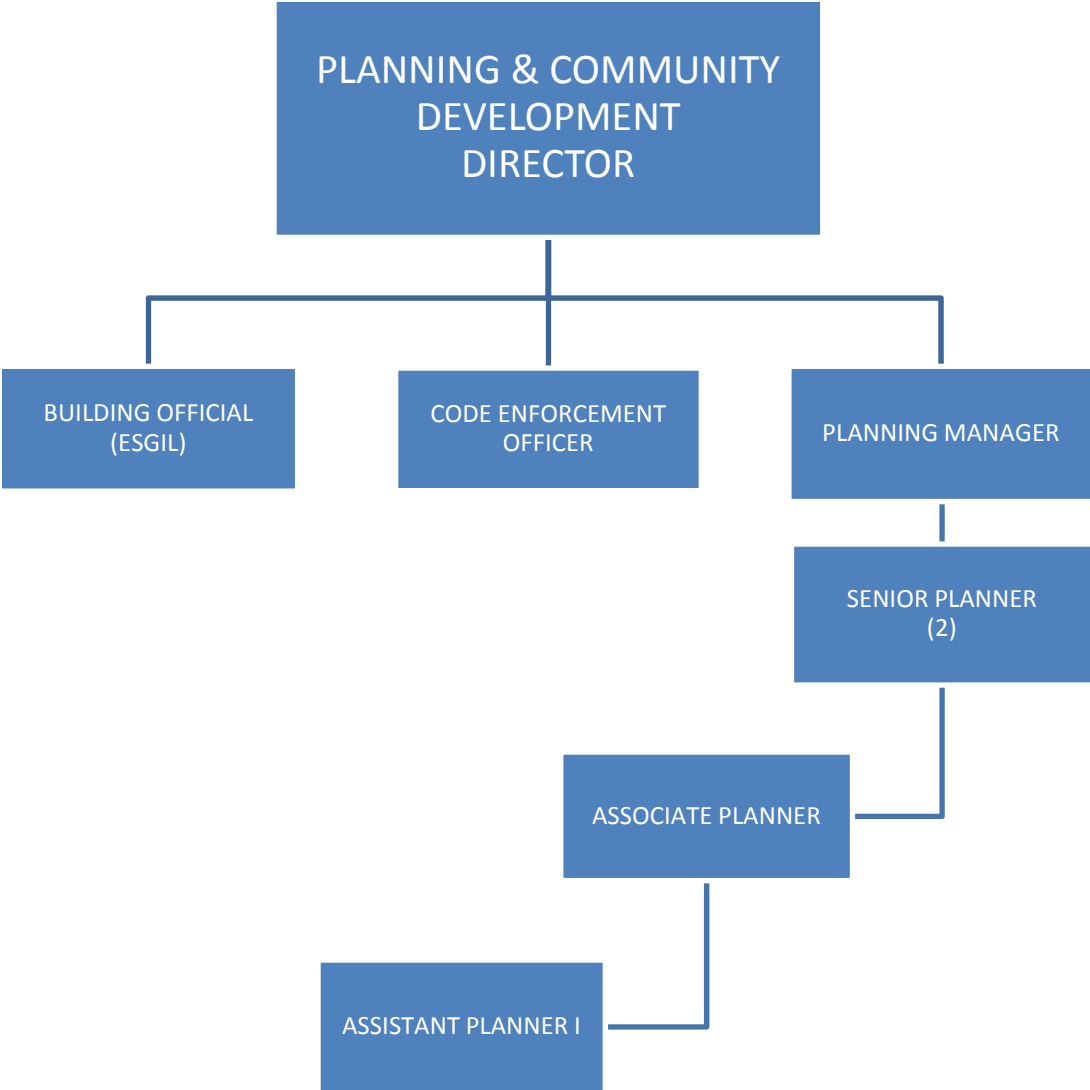 PLANNING & COMMUNITY
DEVELOPMENT
DIRECTOR
BUILDING OFFICIAL
(ESGIL)
CODE ENFORCEMENT
OFFICER
PLANNING MANAGER
SENIOR PLANNER
(2)
ASSOCIATE PLANNER
ASSISTANT PLANNER I